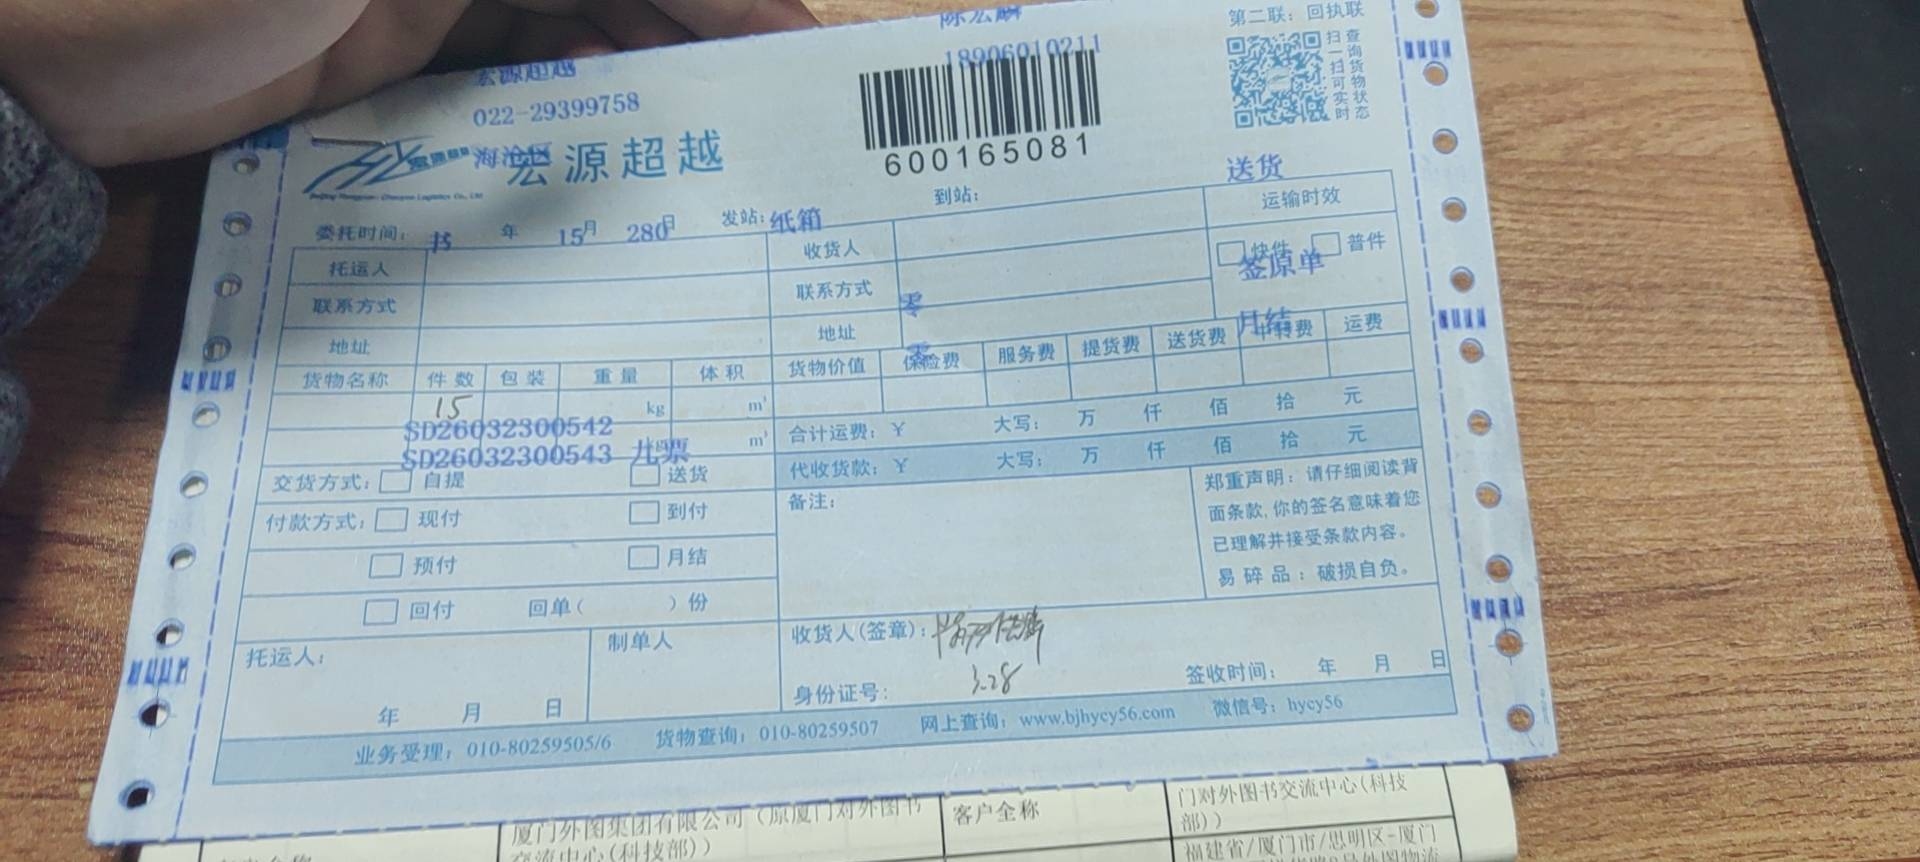 第二联：回执联
18906010211
扫一扫可实时
查询货物状态
宏源超越
022-29399758
海沧区
宏源超越
宏源超越
600165081
送货
委托时间： 书 年 15月 280日 发站：纸箱 到站：
运输时效
托运人 收货人
快件 普件
签原单
联系方式 联系方式
零
地址 地址
月结
货物名称 件数 包装 重量 体积 货物价值 保险费 服务费 提货费 送货费 中转费 运费
零
15 kg m³
SD26032300542
合计运费：￥ 大写： 万 仟 佰 拾 元
m³
SD26032300543
代收货款：￥ 大写： 万 仟 佰 拾 元
交货方式： 自提 送货
备注：
郑重声明：请仔细阅读背
面条款，你的签名意味着您
已理解并接受条款内容。
易碎品：破损自负。
付款方式： 现付 到付
预付 月结
回付 回单（ ）份
托运人： 制单人
收货人（签章）：
3.28
年 月 日
身份证号：
签收时间： 年 月 日
业务受理：010-80259505/6 货物查询：010-80259507 网上查询：www.bjhycy56.com 微信号：hycy56
厦门外图集团有限公司（原厦门对外图书
交流中心(科技部)）
客户全称
门对外图书交流中心(科技
部)）
福建省/厦门市/思明区-厦门